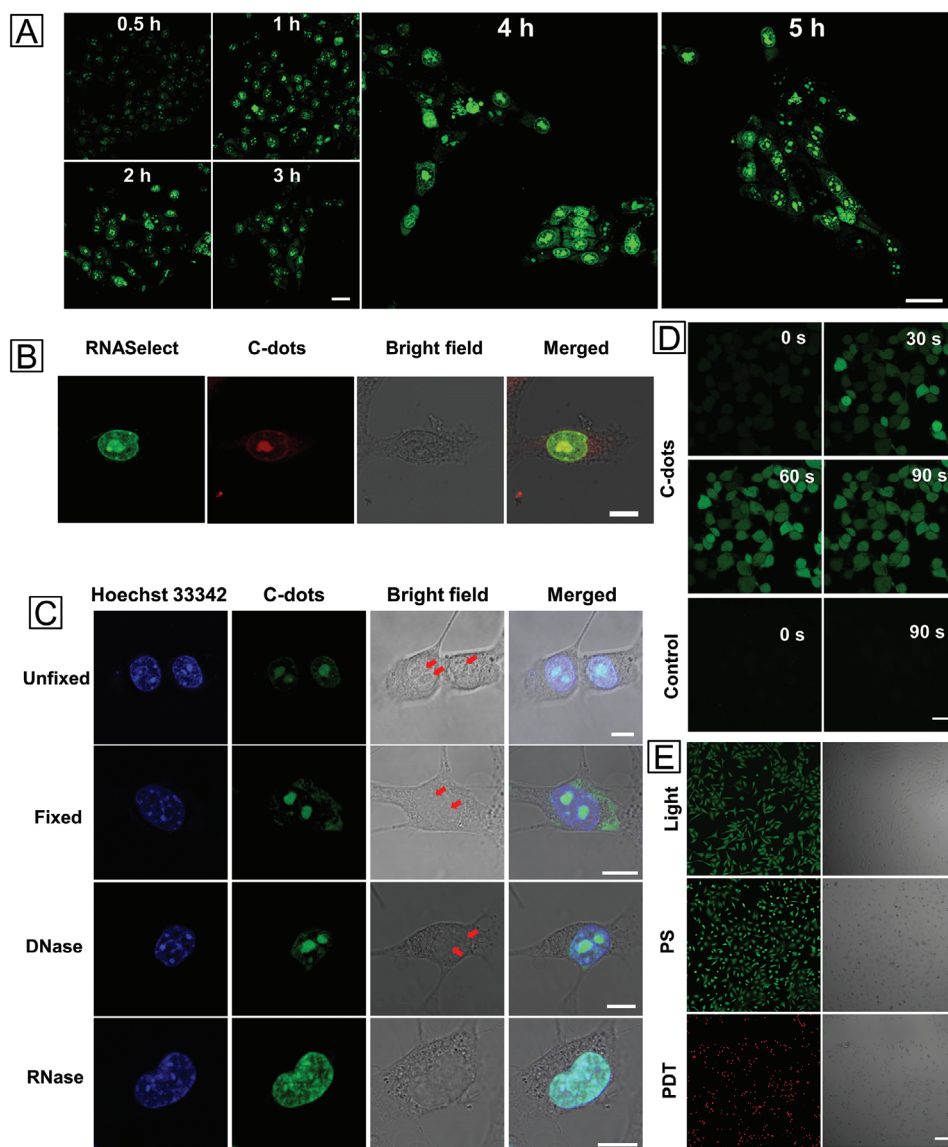 A
0.5 h
1 h
2 h
3 h
4 h
5 h
B
RNASelect
C-dots
Bright field
Merged
C
Hoechst 33342
C-dots
Bright field
Merged
Unfixed
Fixed
DNase
RNase
D
0 s
30 s
60 s
90 s
C-dots
0 s
90 s
Control
E
Light
PS
PDT